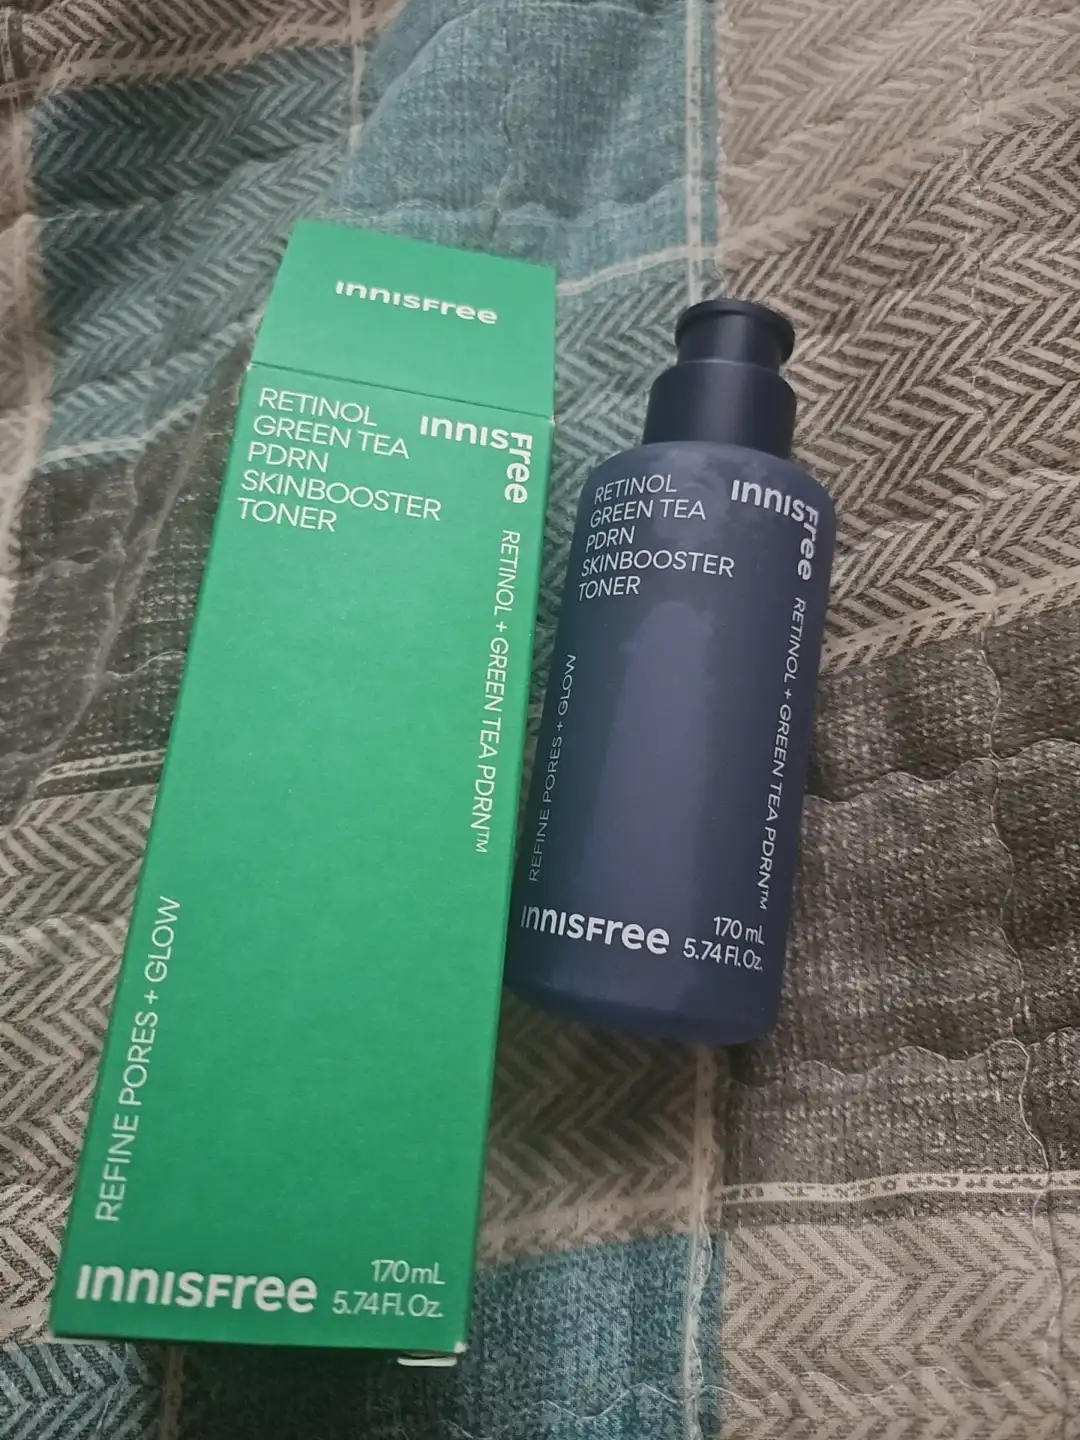 INNISFree
RETINOL
GREEN TEA
PDRN
SKINBOOSTER
TONER
INNISFree
RETINOL + GREEN TEA PDRN™
REFINE PORES + GLOW
INNISFree
170 mL
5.74 Fl. Oz.
RETINOL
GREEN TEA
PDRN
SKINBOOSTER
TONER
INNISFree
RETINOL + GREEN TEA PDRN™
REFINE PORES + GLOW
INNISFree
170 mL
5.74 Fl. Oz.